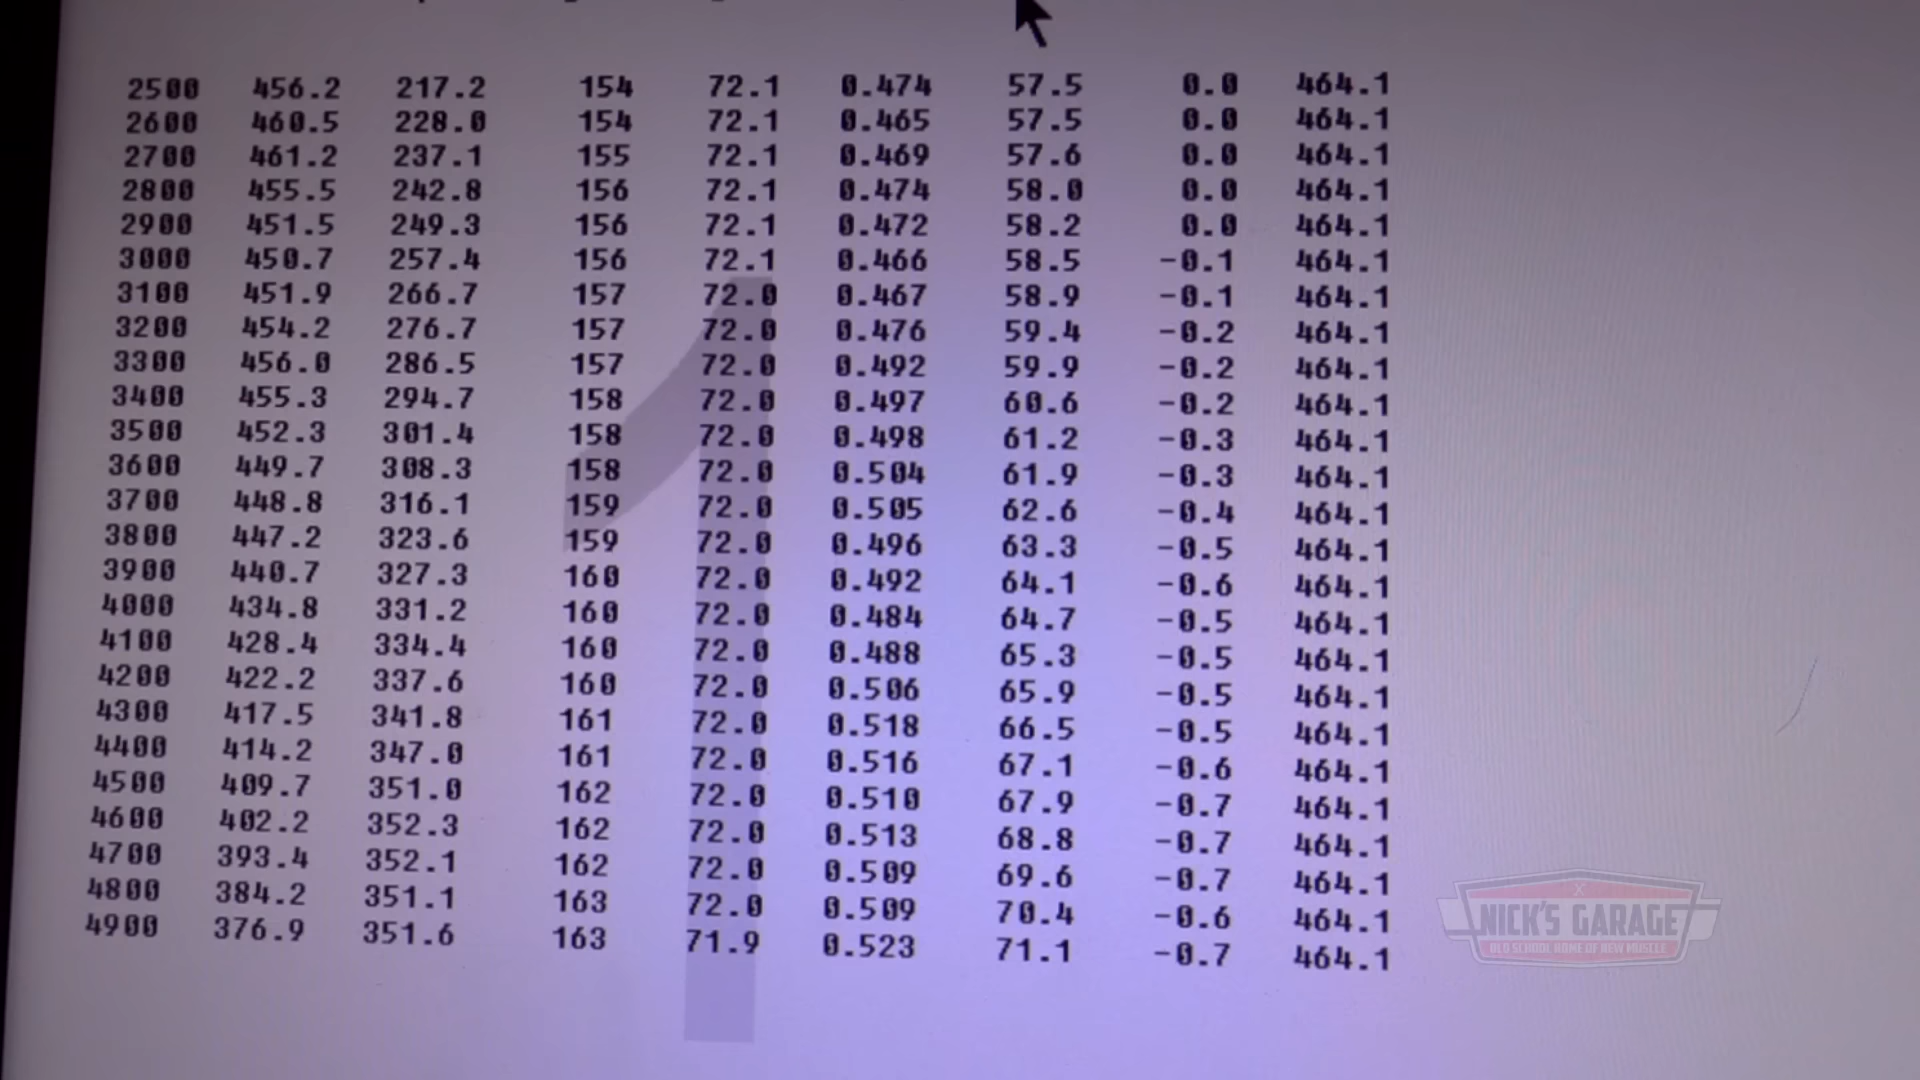 2500 456.2 217.2 154 72.1 0.474 57.5 0.0 464.1
2600 460.5 228.0 154 72.1 0.465 57.5 0.0 464.1
2700 461.2 237.1 155 72.1 0.469 57.6 0.0 464.1
2800 455.5 242.8 156 72.1 0.474 58.0 0.0 464.1
2900 451.5 249.3 156 72.1 0.472 58.2 0.0 464.1
3000 450.7 257.4 156 72.1 0.466 58.5 -0.1 464.1
3100 451.9 266.7 157 72.0 0.467 58.9 -0.1 464.1
3200 454.2 276.7 157 72.0 0.476 59.4 -0.2 464.1
3300 456.0 286.5 157 72.0 0.492 59.9 -0.2 464.1
3400 455.3 294.7 158 72.0 0.497 60.6 -0.2 464.1
3500 452.3 301.4 158 72.0 0.498 61.2 -0.3 464.1
3600 449.7 308.3 158 72.0 0.504 61.9 -0.3 464.1
3700 448.8 316.1 159 72.0 0.505 62.6 -0.4 464.1
3800 447.2 323.6 159 72.0 0.496 63.3 -0.5 464.1
3900 440.7 327.3 160 72.0 0.492 64.1 -0.6 464.1
4000 434.8 331.2 160 72.0 0.484 64.7 -0.5 464.1
4100 428.4 334.4 160 72.0 0.488 65.3 -0.5 464.1
4200 422.2 337.6 160 72.0 0.506 65.9 -0.5 464.1
4300 417.5 341.8 161 72.0 0.518 66.5 -0.5 464.1
4400 414.2 347.0 161 72.0 0.516 67.1 -0.6 464.1
4500 409.7 351.0 162 72.0 0.510 67.9 -0.7 464.1
4600 402.2 352.3 162 72.0 0.513 68.8 -0.7 464.1
4700 393.4 352.1 162 72.0 0.509 69.6 -0.7 464.1
4800 384.2 351.1 163 72.0 0.509 70.4 -0.6 464.1
4900 376.9 351.6 163 71.9 0.523 71.1 -0.7 464.1
1
NICK'S GARAGE
OLD SCHOOL HOME OF NEW MUSCLE